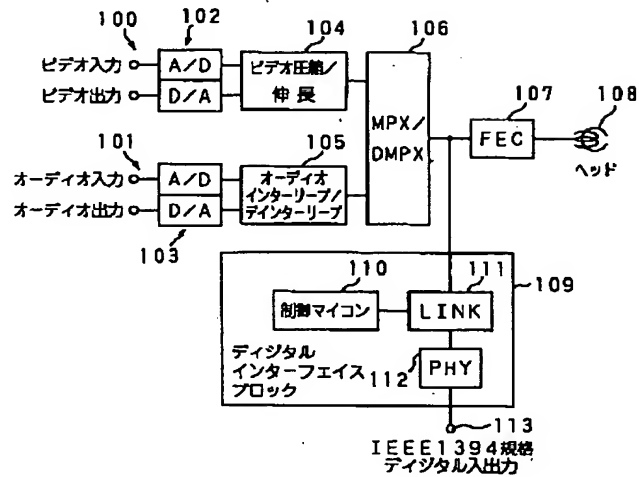 100
102
104
106
ビデオ入力
A/D
ビデオ圧縮/
伸長
ビデオ出力
D/A
MPX/
DMPX
107
FEC
108
ヘッド
101
105
オーディオ入力
A/D
オーディオ
インターリーブ/
デインターリーブ
オーディオ出力
D/A
103
110
111
109
制御マイコン
LINK
ディジタル
インターフェイス
ブロック
112
PHY
113
IEEE1394規格
ディジタル入出力